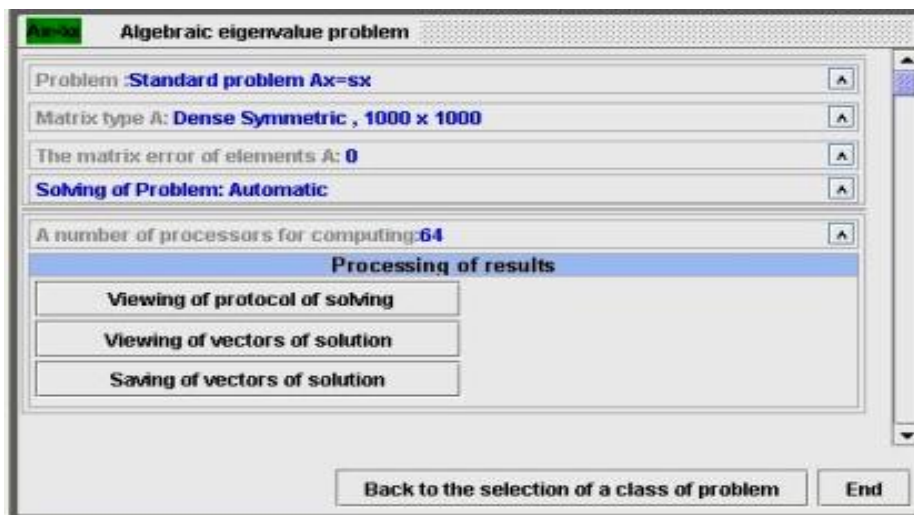 Ax=sx Algebraic eigenvalue problem
Problem :Standard problem Ax=sx
Matrix type A: Dense Symmetric , 1000 x 1000
The matrix error of elements A: 0
Solving of Problem: Automatic
A number of processors for computing:64
Processing of results
Viewing of protocol of solving
Viewing of vectors of solution
Saving of vectors of solution
Back to the selection of a class of problem End